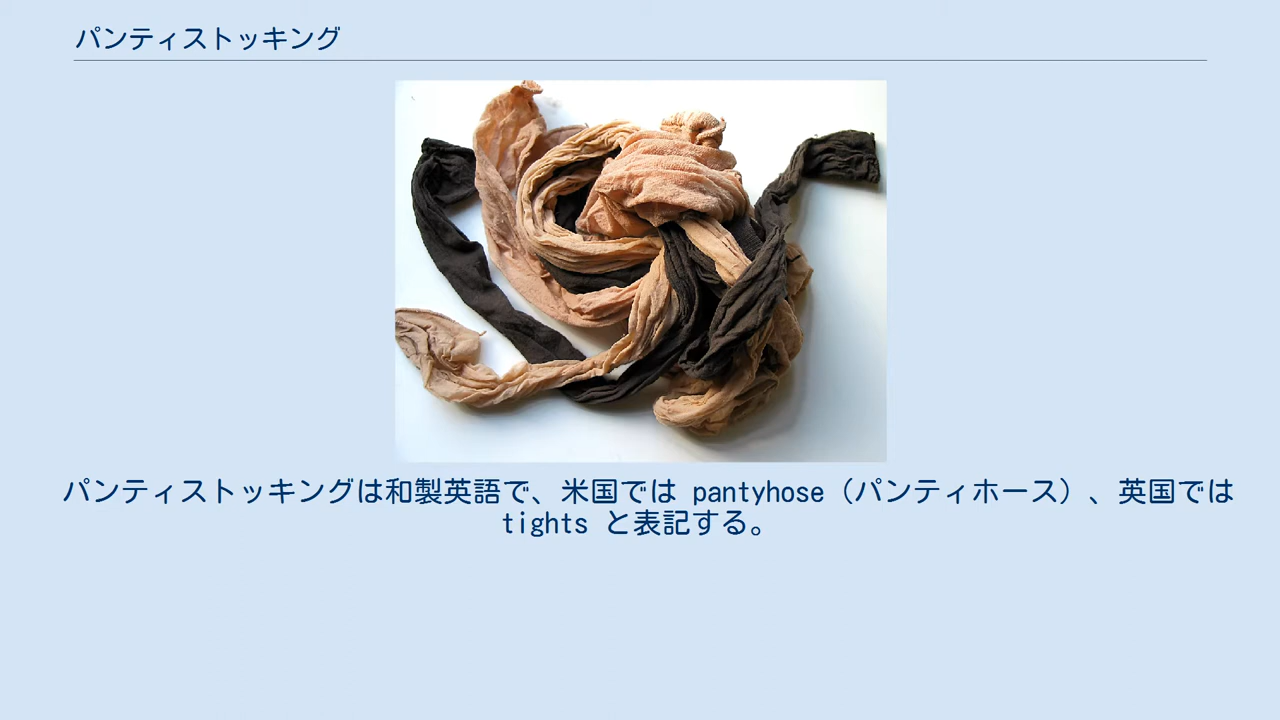 パンティストッキング
パンティストッキングは和製英語で、米国では pantyhose（パンティホース）、英国では
tights と表記する。